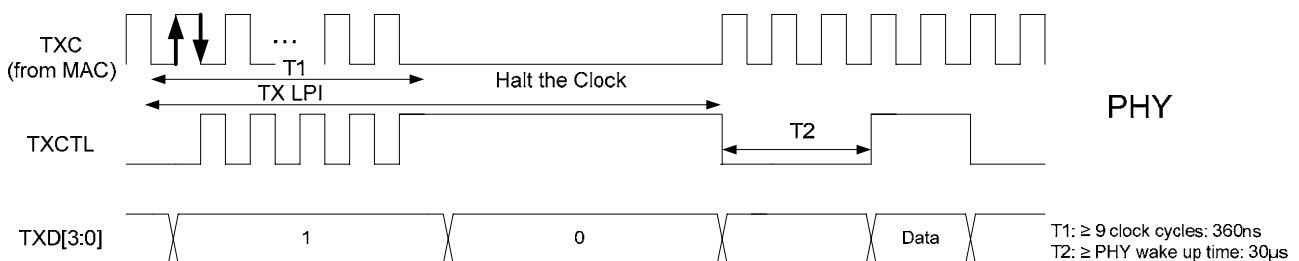 TXC
(from MAC)
...
T1
Halt the Clock
TX LPI
PHY
TXCTL
T2
TXD[3:0]
1
0
Data
T1: ≥ 9 clock cycles: 360ns
T2: ≥ PHY wake up time: 30µs